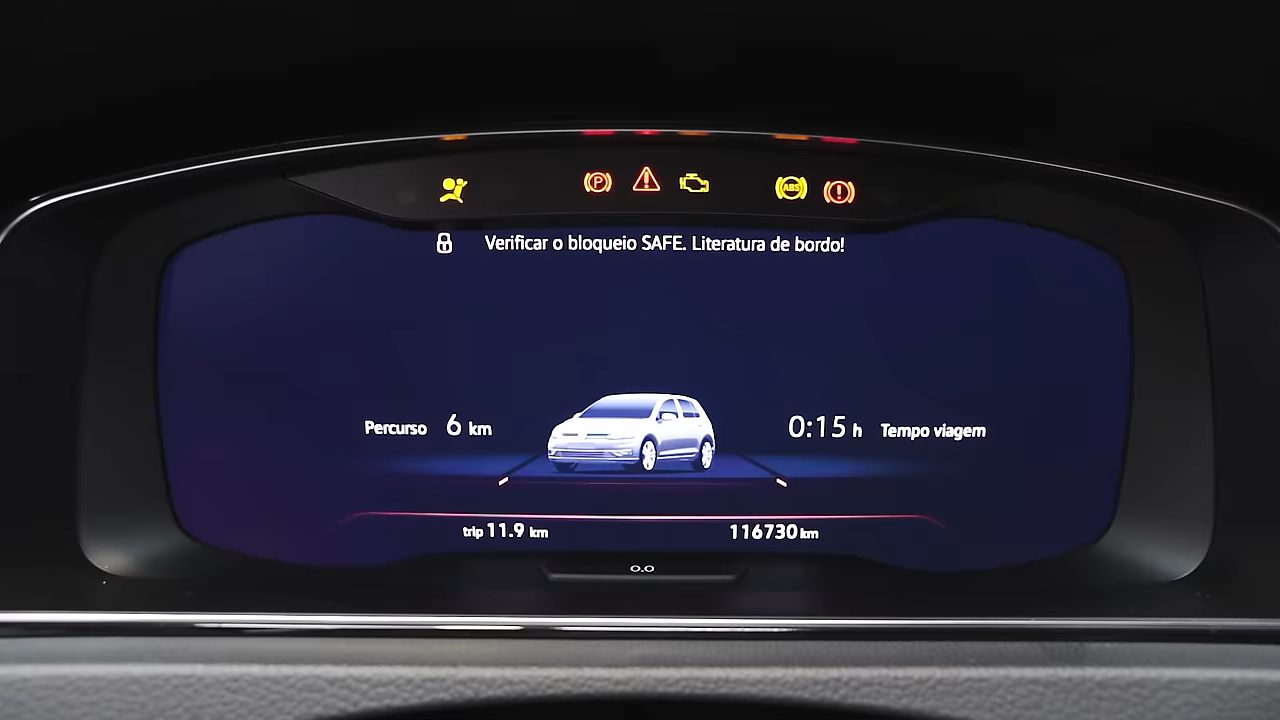 P
ABS
Verificar o bloqueio SAFE. Literatura de bordo!
Percurso 6 km
0:15 h Tempo viagem
trip 11.9 km
116730 km
0.0